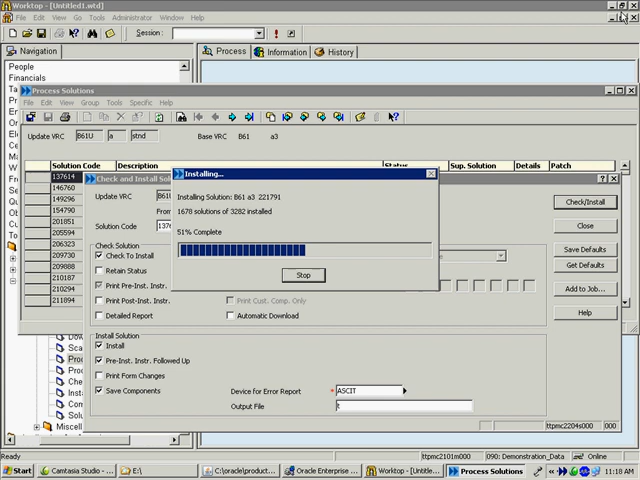 Worktop - [Untitled1.wtd]
File Edit View Go Tools Administrator Window Help
Session:
Navigation
Process Information History
People
Financials
Process Solutions
File Edit View Group Tools Specific Help
Update VRC B61U a stnd Base VRC B61 a3
Solution Code Description Status Sup. Solution Details Patch
137614
146760
149296
154790
201851
205594
206323
209730
209888
210187
210294
211894
Check and Install Sol
Update VRC B61U
From
Solution Code 1376
Check Solution
Check To Install
Retain Status
Print Pre-Inst. Instr.
Print Post-Inst. Instr. Print Cust. Comp. Only
Detailed Report Automatic Download
Install Solution
Install
Pre-Inst. Instr. Followed Up
Print Form Changes
Save Components Device for Error Report * ASCIT
Output File t
Check/Install
Close
Save Defaults
Get Defaults
Add to Job...
Help
ttpmc2204s000 000
Installing...
Installing Solution: B61 a3 221791
1678 solutions of 3282 installed
51% Complete
Stop
Miscell
Ready ttpmc2101m000 090: Demonstration_Data Online
Start Camtasia Studio - ... E:\ C:\oracle\product... Oracle Enterprise ... Worktop - [Untitle... Process Solutions 11:18 AM